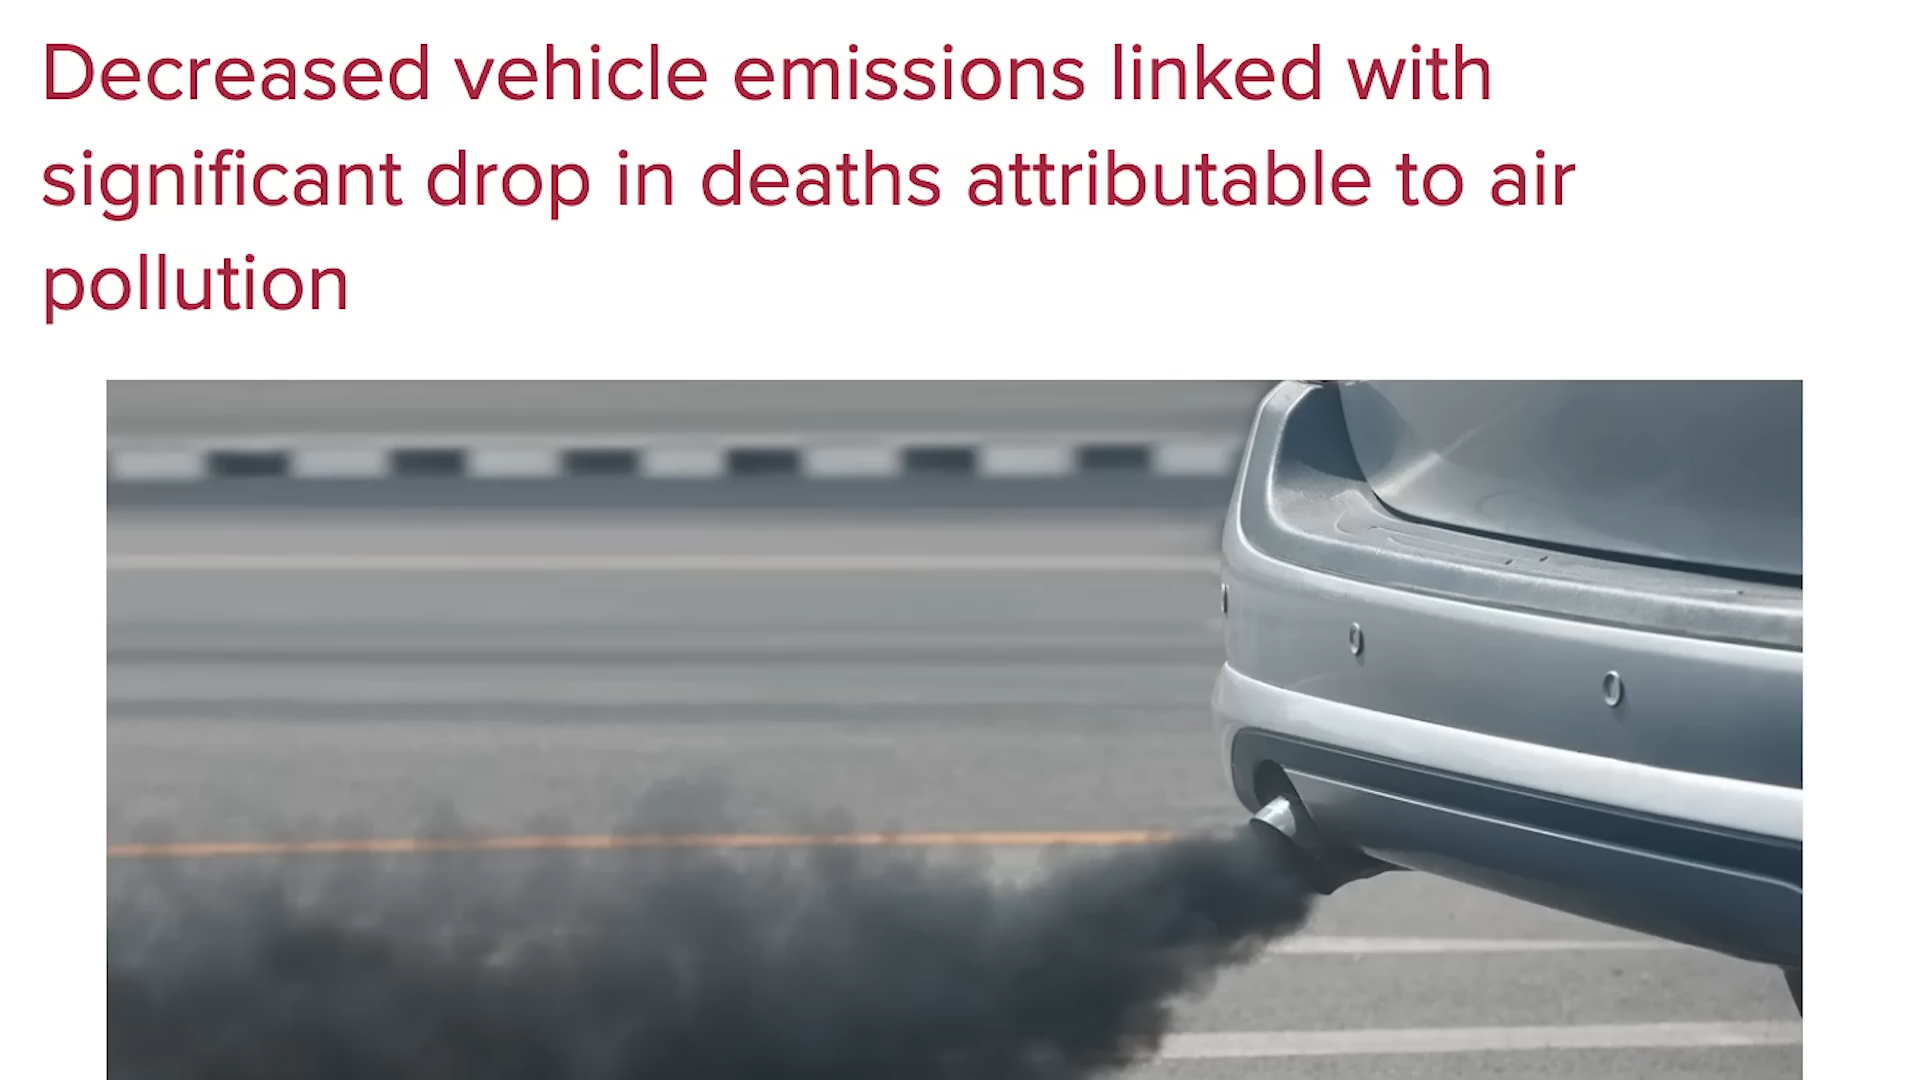 Decreased vehicle emissions linked with
significant drop in deaths attributable to air
pollution